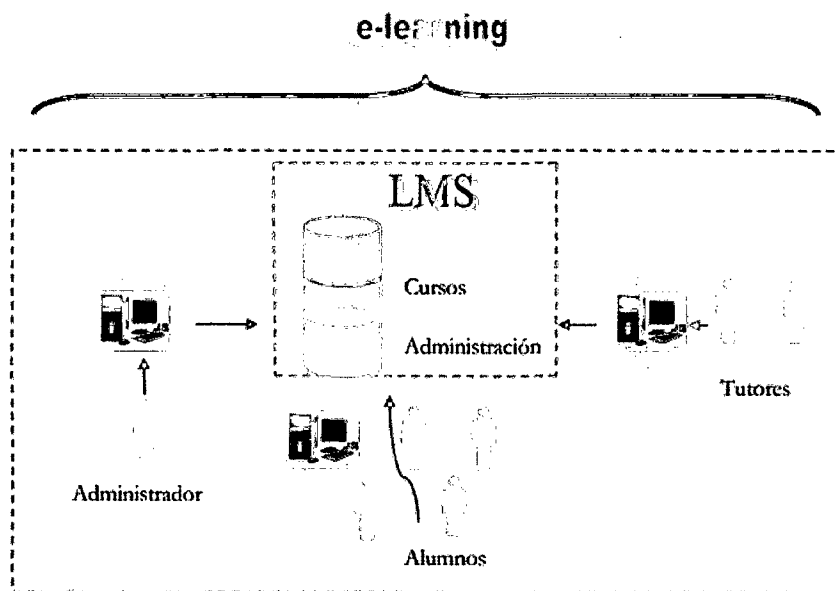 e-learning
LMS
Cursos
Administración
Tutores
Administrador
Alumnos